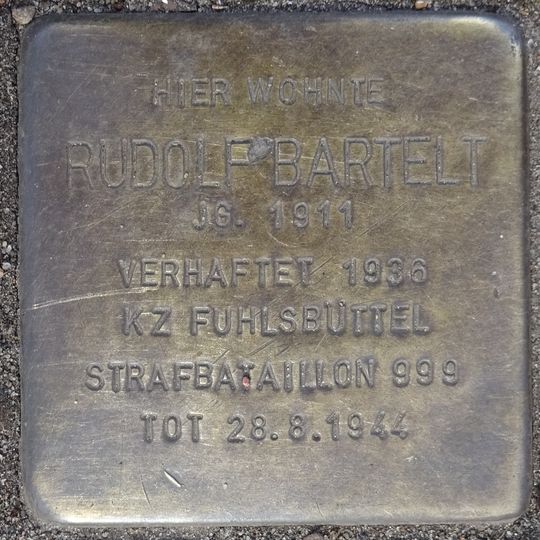 HIER WOHNTE
RUDOLF BARTELT
JG. 1911
VERHAFTET 1936
KZ FUHLSBÜTTEL
STRAFBATAILLON 999
TOT 28.8.1944